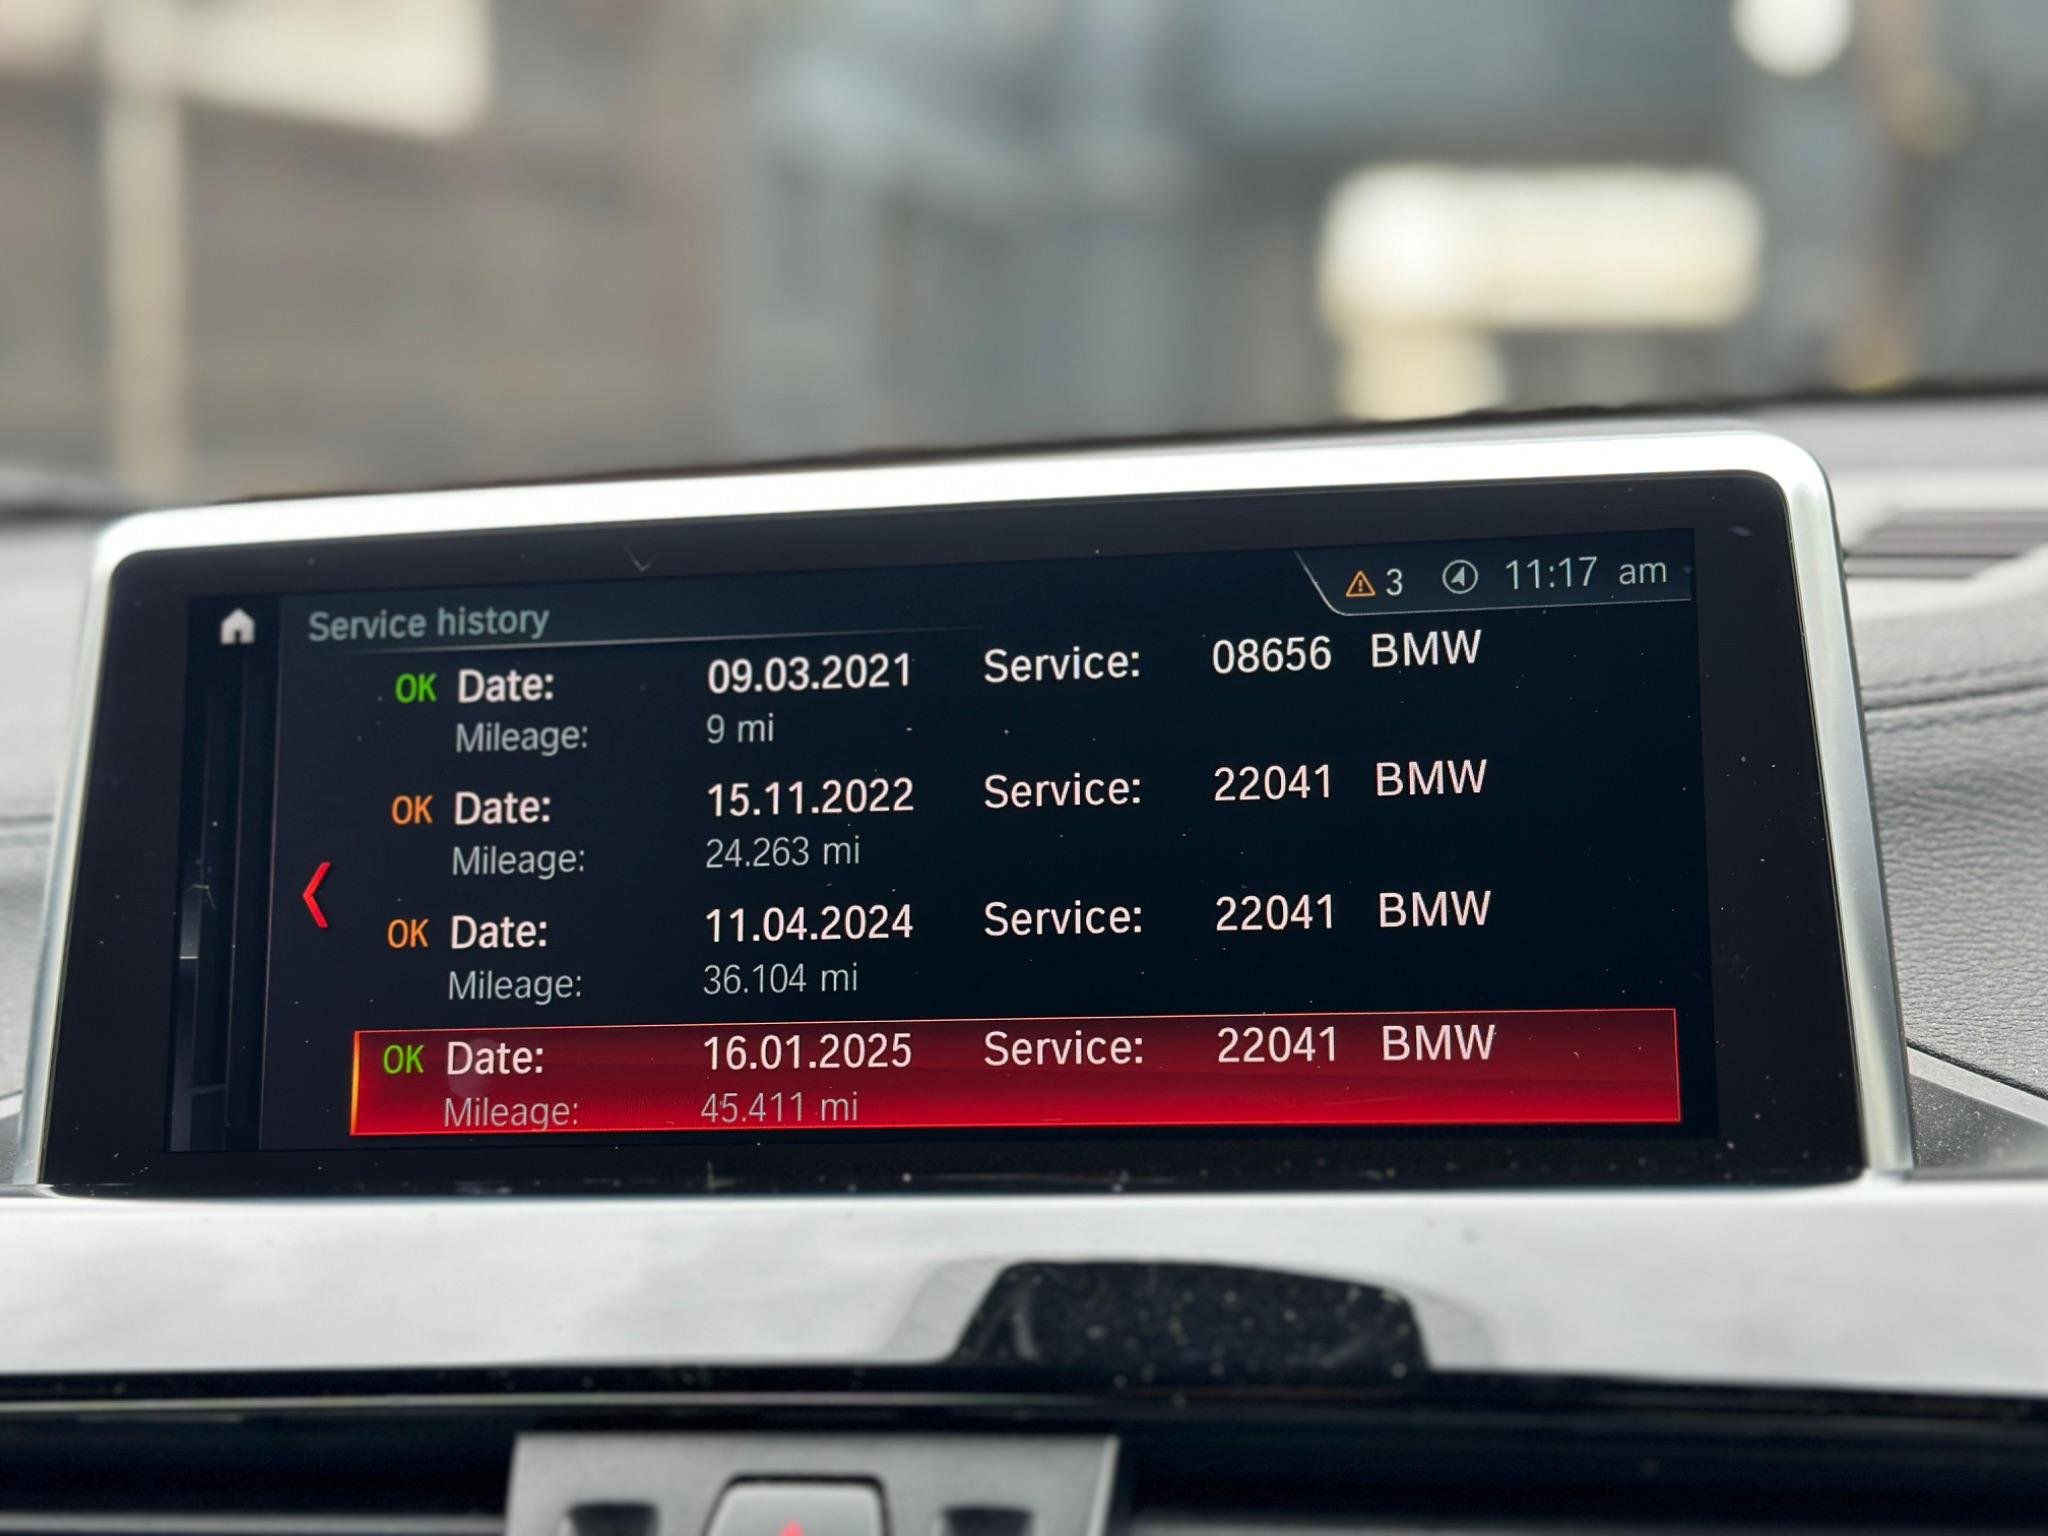 Service history
3 11:17 am
OK Date: 09.03.2021 Service: 08656 BMW
Mileage: 9 mi
OK Date: 15.11.2022 Service: 22041 BMW
Mileage: 24.263 mi
OK Date: 11.04.2024 Service: 22041 BMW
Mileage: 36.104 mi
OK Date: 16.01.2025 Service: 22041 BMW
Mileage: 45.411 mi